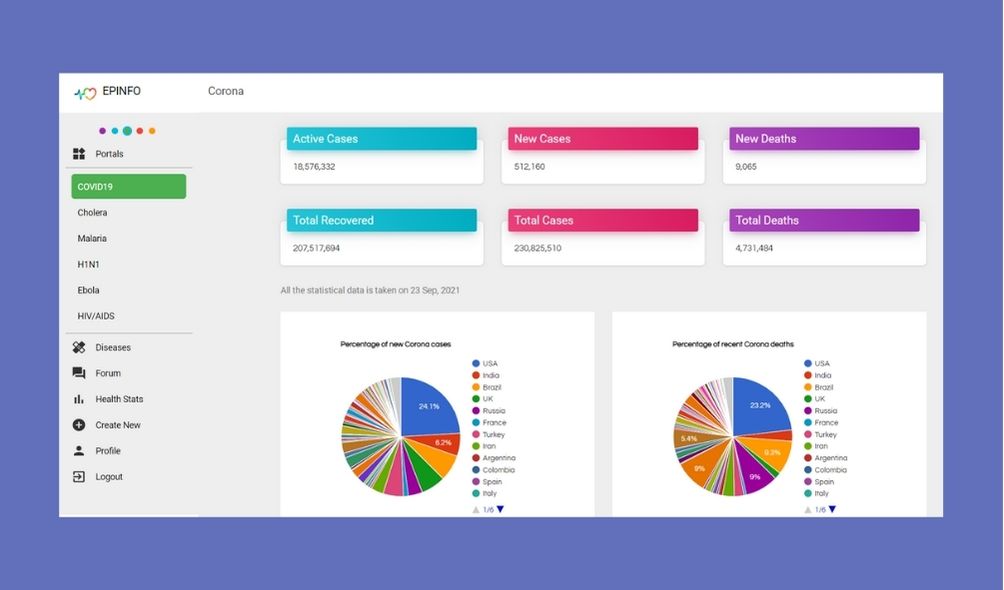 EPINFO
Corona
Portals
COVID19
Cholera
Malaria
H1N1
Ebola
HIV/AIDS
Diseases
Forum
Health Stats
Create New
Profile
Logout
Active Cases
18,576,332
New Cases
512,160
New Deaths
9,065
Total Recovered
207,517,694
Total Cases
230,825,510
Total Deaths
4,731,484
All the statistical data is taken on 23 Sep, 2021
Percentage of new Corona cases
24.1%
6.2%
USA
India
Brazil
UK
Russia
France
Turkey
Iran
Argentina
Colombia
Spain
Italy
1/6
Percentage of recent Corona deaths
23.2%
9.3%
9%
9%
5.4%
USA
India
Brazil
UK
Russia
France
Turkey
Iran
Argentina
Colombia
Spain
Italy
1/6